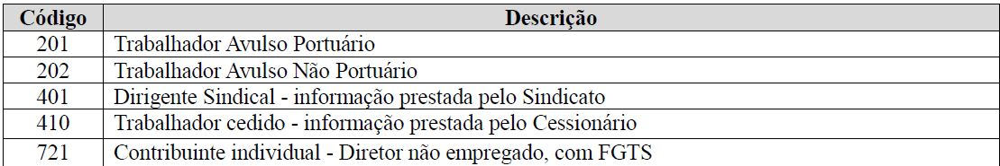 Código Descrição
201 Trabalhador Avulso Portuário
202 Trabalhador Avulso Não Portuário
401 Dirigente Sindical - informação prestada pelo Sindicato
410 Trabalhador cedido - informação prestada pelo Cessionário
721 Contribuinte individual - Diretor não empregado, com FGTS